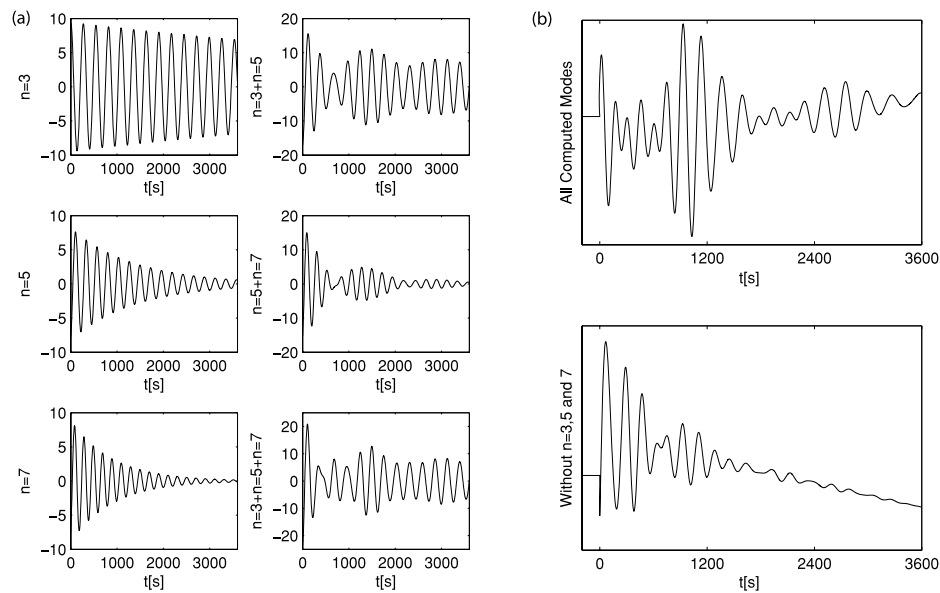 (a)
10
5
0
−5
−10
n=3
0 1000 2000 3000
t[s]
20
10
0
−10
−20
n=3+n=5
0 1000 2000 3000
t[s]
10
5
0
−5
−10
n=5
0 1000 2000 3000
t[s]
20
10
0
−10
−20
n=5+n=7
0 1000 2000 3000
t[s]
10
5
0
−5
−10
n=7
0 1000 2000 3000
t[s]
20
10
0
−10
−20
n=3+n=5+n=7
0 1000 2000 3000
t[s]
(b)
All Computed Modes
0 1200 2400 3600
t[s]
Without n=3,5 and 7
0 1200 2400 3600
t[s]